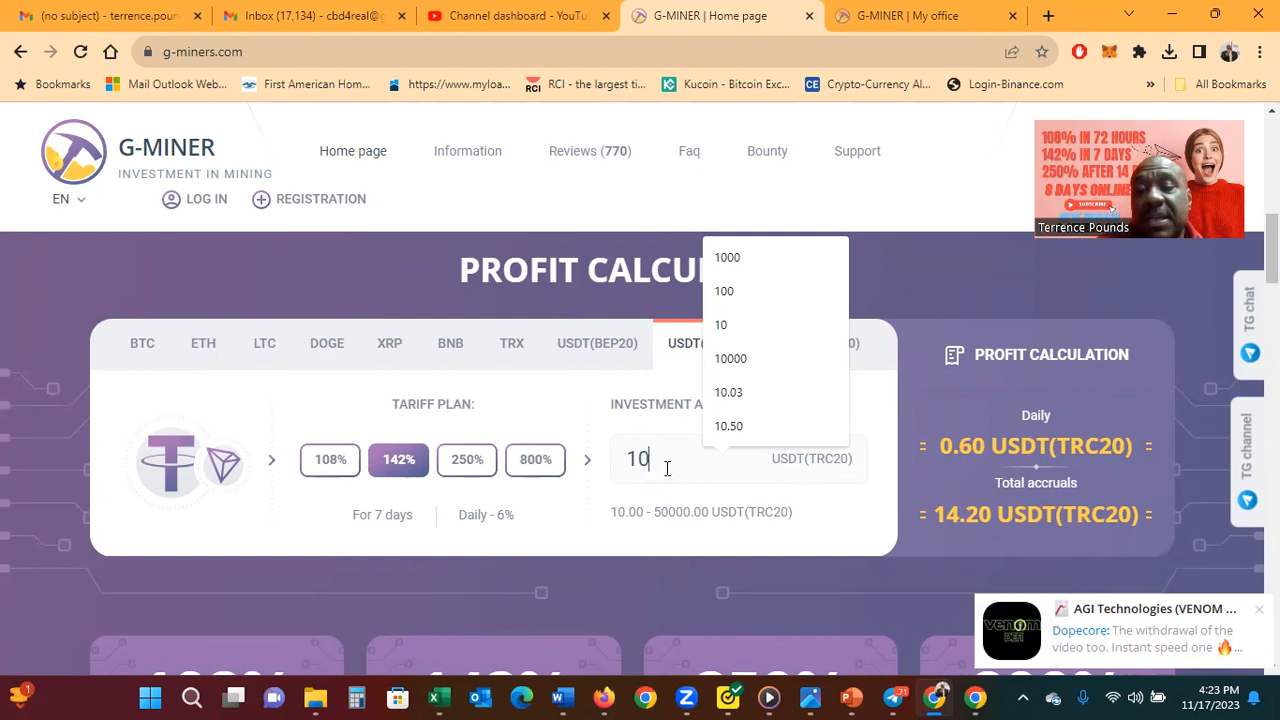 (no subject) - terrence.poun
Inbox (17,134) - cbd4real@g
Channel dashboard - YouTu
G-MINER | Home page
G-MINER | My office
g-miners.com
Bookmarks
Mail Outlook Web...
First American Hom...
https://www.myloa...
RCI - the largest ti...
Kucoin - Bitcoin Exc...
Crypto-Currency Al...
Login-Binance.com
»
All Bookmarks
G-MINER
INVESTMENT IN MINING
Home page
Information
Reviews (770)
Faq
Bounty
Support
EN
LOG IN
REGISTRATION
108% IN 72 HOURS
142% IN 7 DAYS
250% AFTER 14
8 DAYS ONLINE
SUBSCRIBE
Terrence Pounds
PROFIT CALCU
1000
100
10
10000
10.03
10.50
BTC
ETH
LTC
DOGE
XRP
BNB
TRX
USDT(BEP20)
USDT(
0)
TARIFF PLAN:
108%
142%
250%
800%
For 7 days
Daily - 6%
INVESTMENT A
10
USDT(TRC20)
10.00 - 50000.00 USDT(TRC20)
PROFIT CALCULATION
Daily
= 0.60 USDT(TRC20) =
Total accruals
= 14.20 USDT(TRC20) =
TG chat
TG channel
AGI Technologies (VENOM ...
Dopecore: The withdrawal of the
video too. Instant speed one 🔥...
venom
DEFI
1
71
4:23 PM
11/17/2023